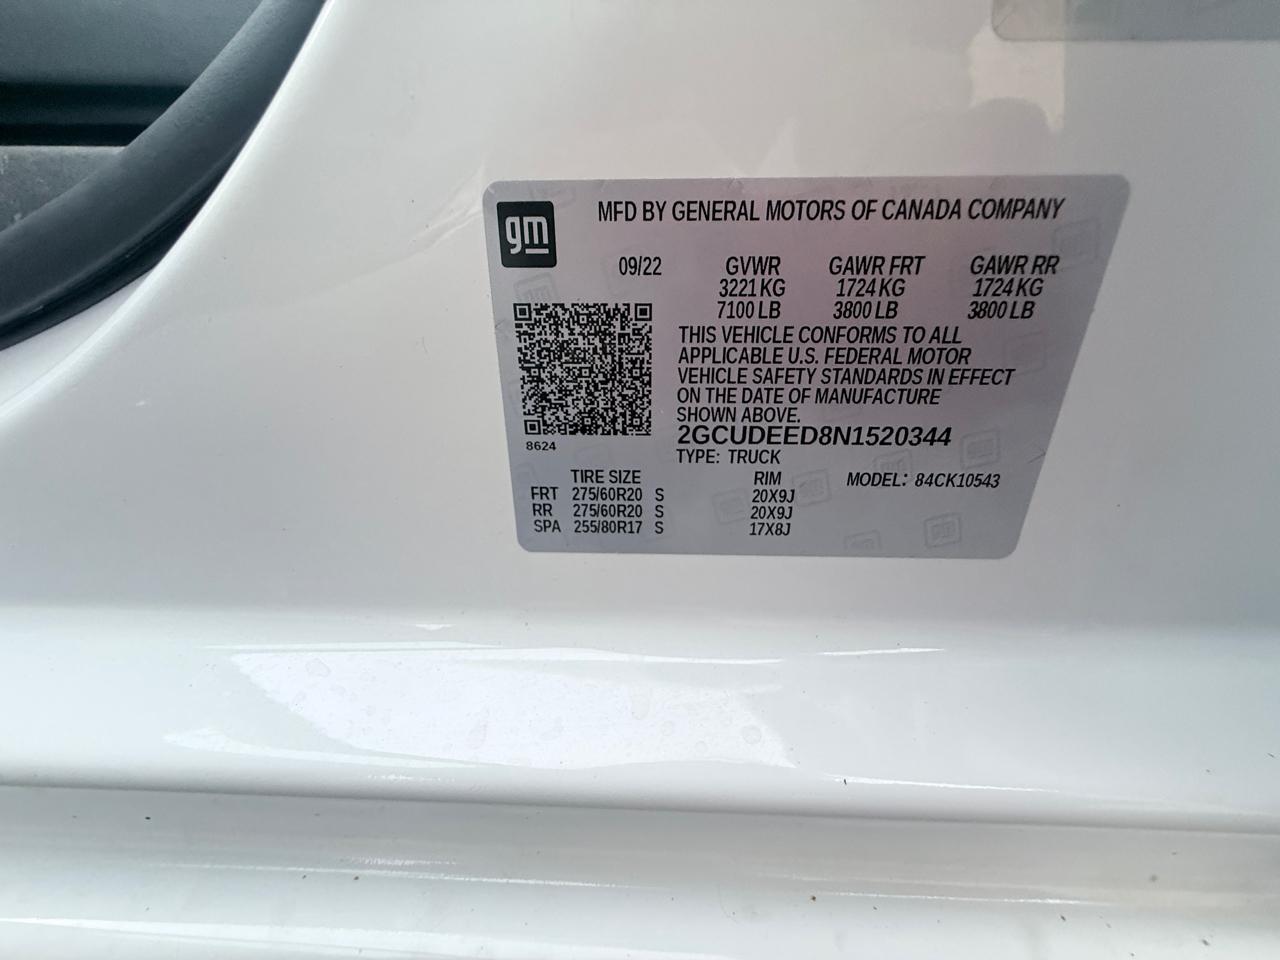 gm
MFD BY GENERAL MOTORS OF CANADA COMPANY
09/22 GVWR GAWR FRT GAWR RR
3221 KG 1724 KG 1724 KG
7100 LB 3800 LB 3800 LB
THIS VEHICLE CONFORMS TO ALL
APPLICABLE U.S. FEDERAL MOTOR
VEHICLE SAFETY STANDARDS IN EFFECT
ON THE DATE OF MANUFACTURE
SHOWN ABOVE.
2GCUDEED8N1520344
8624
TYPE: TRUCK
TIRE SIZE RIM MODEL: 84CK10543
FRT 275/60R20 S 20X9J
RR 275/60R20 S 20X9J
SPA 255/80R17 S 17X8J